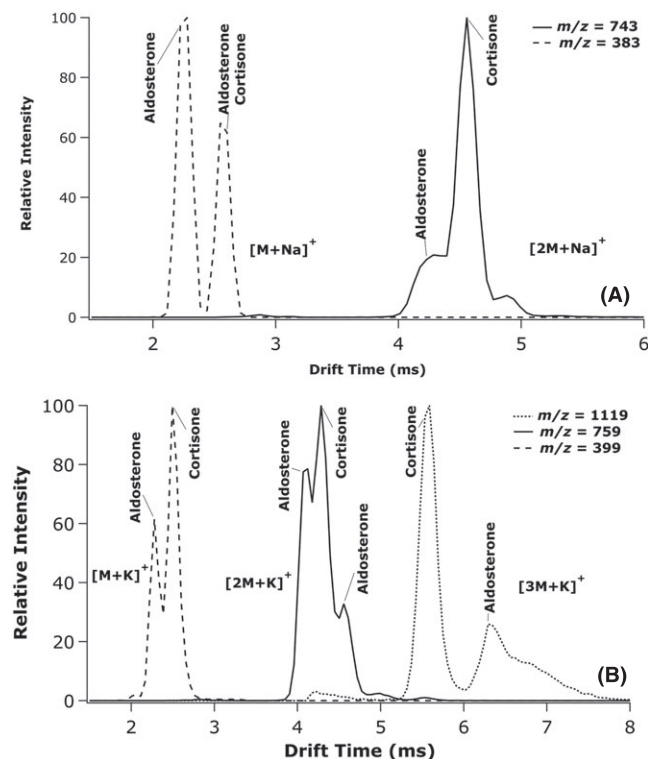 100
80
60
40
20
0
Relative Intensity
Aldosterone
Aldosterone
Cortisone
Aldosterone
Cortisone
m/z = 743
m/z = 383
[M+Na]+
[2M+Na]+
(A)
2
3
4
5
6
Drift Time (ms)
100
80
60
40
20
0
Relative Intensity
Aldosterone
Cortisone
Aldosterone
Cortisone
Aldosterone
Cortisone
Aldosterone
m/z = 1119
m/z = 759
m/z = 399
[M+K]+
[2M+K]+
[3M+K]+
(B)
2
3
4
5
6
7
8
Drift Time (ms)